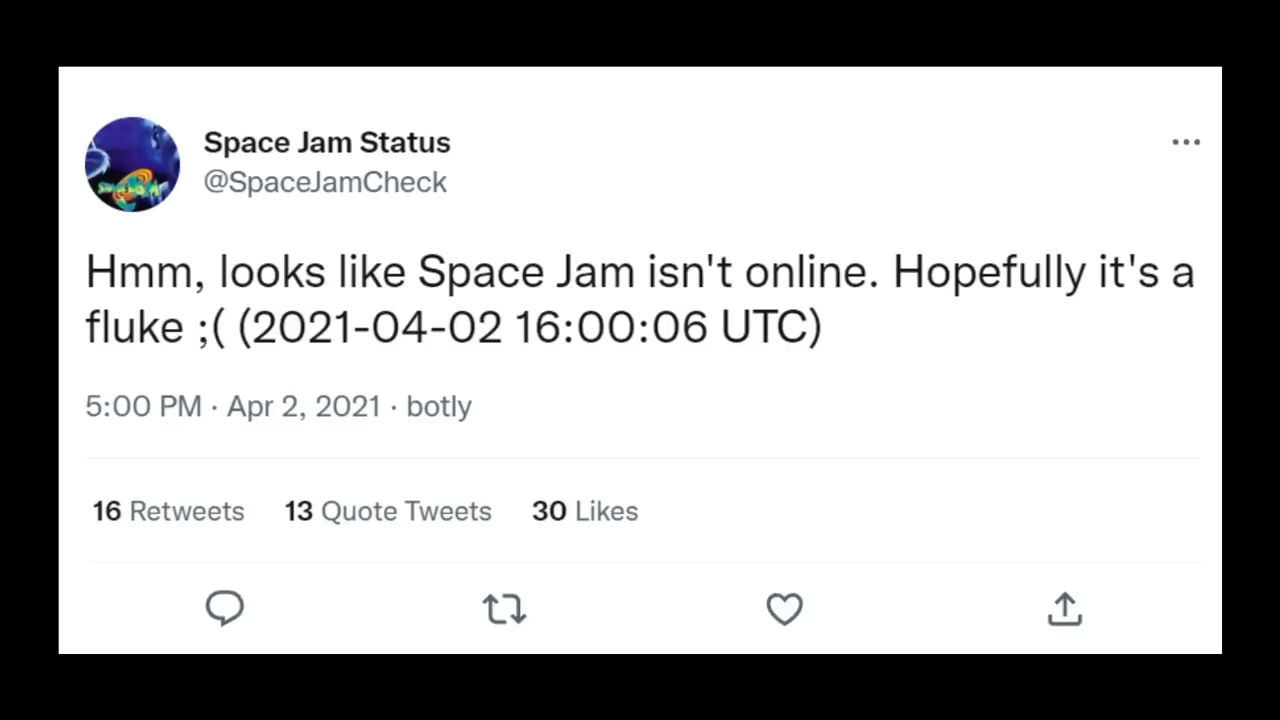 Space Jam Status
@SpaceJamCheck
Hmm, looks like Space Jam isn't online. Hopefully it's a
fluke ;( (2021-04-02 16:00:06 UTC)
5:00 PM · Apr 2, 2021 · botly
16 Retweets 13 Quote Tweets 30 Likes